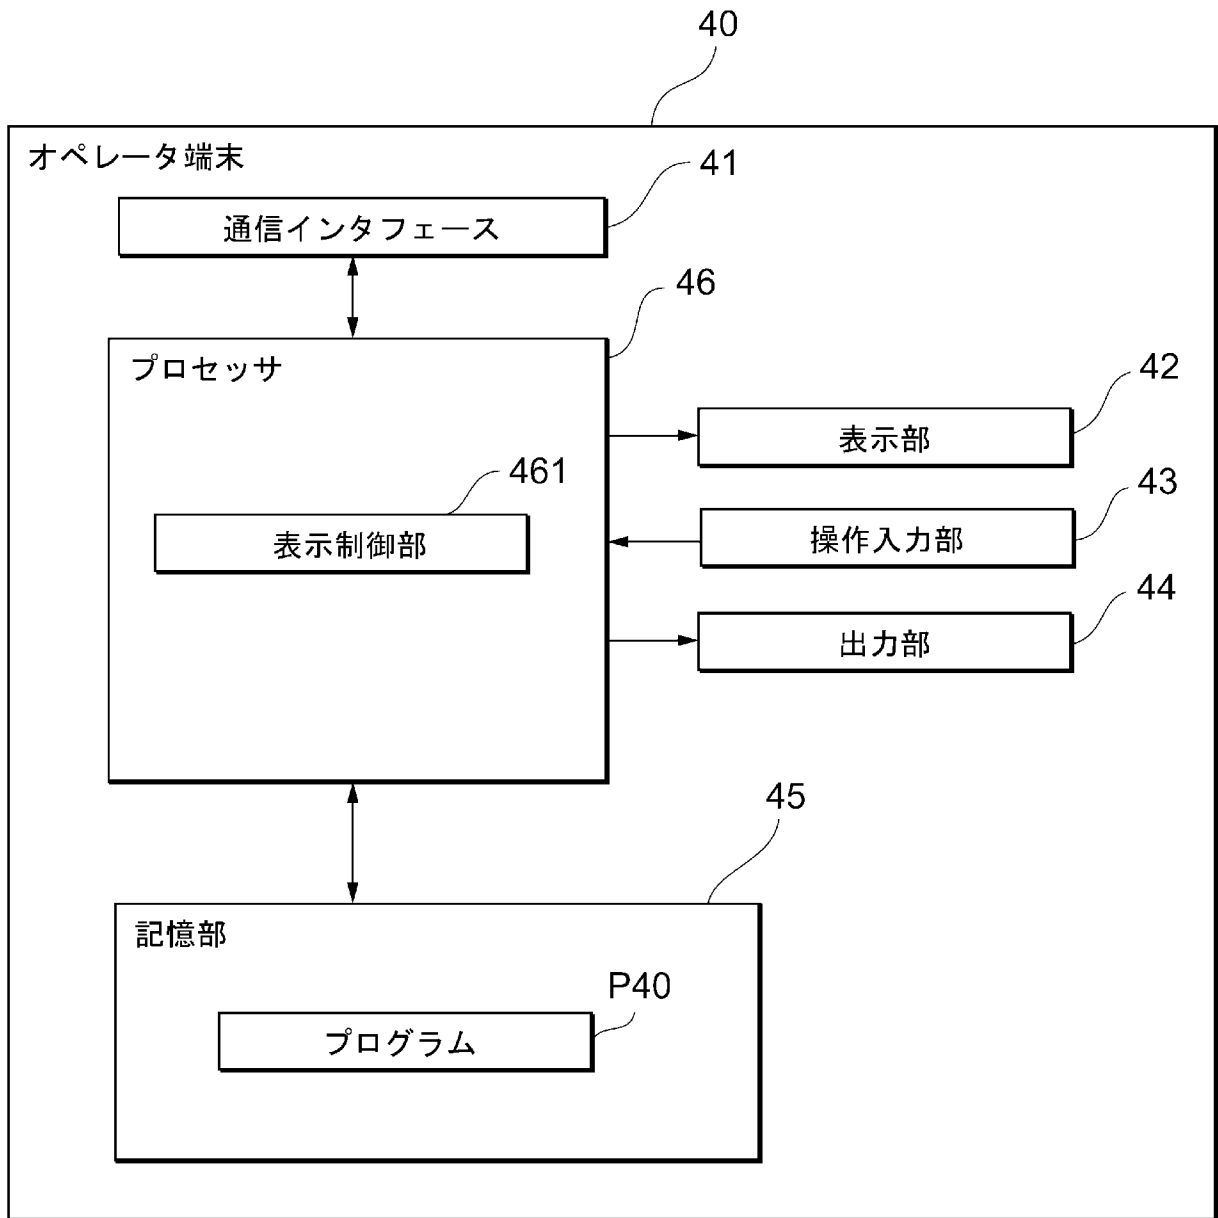 40
オペレータ端末
41
通信インタフェース
46
プロセッサ
42
表示部
461
43
表示制御部
操作入力部
44
出力部
45
記憶部
P40
プログラム